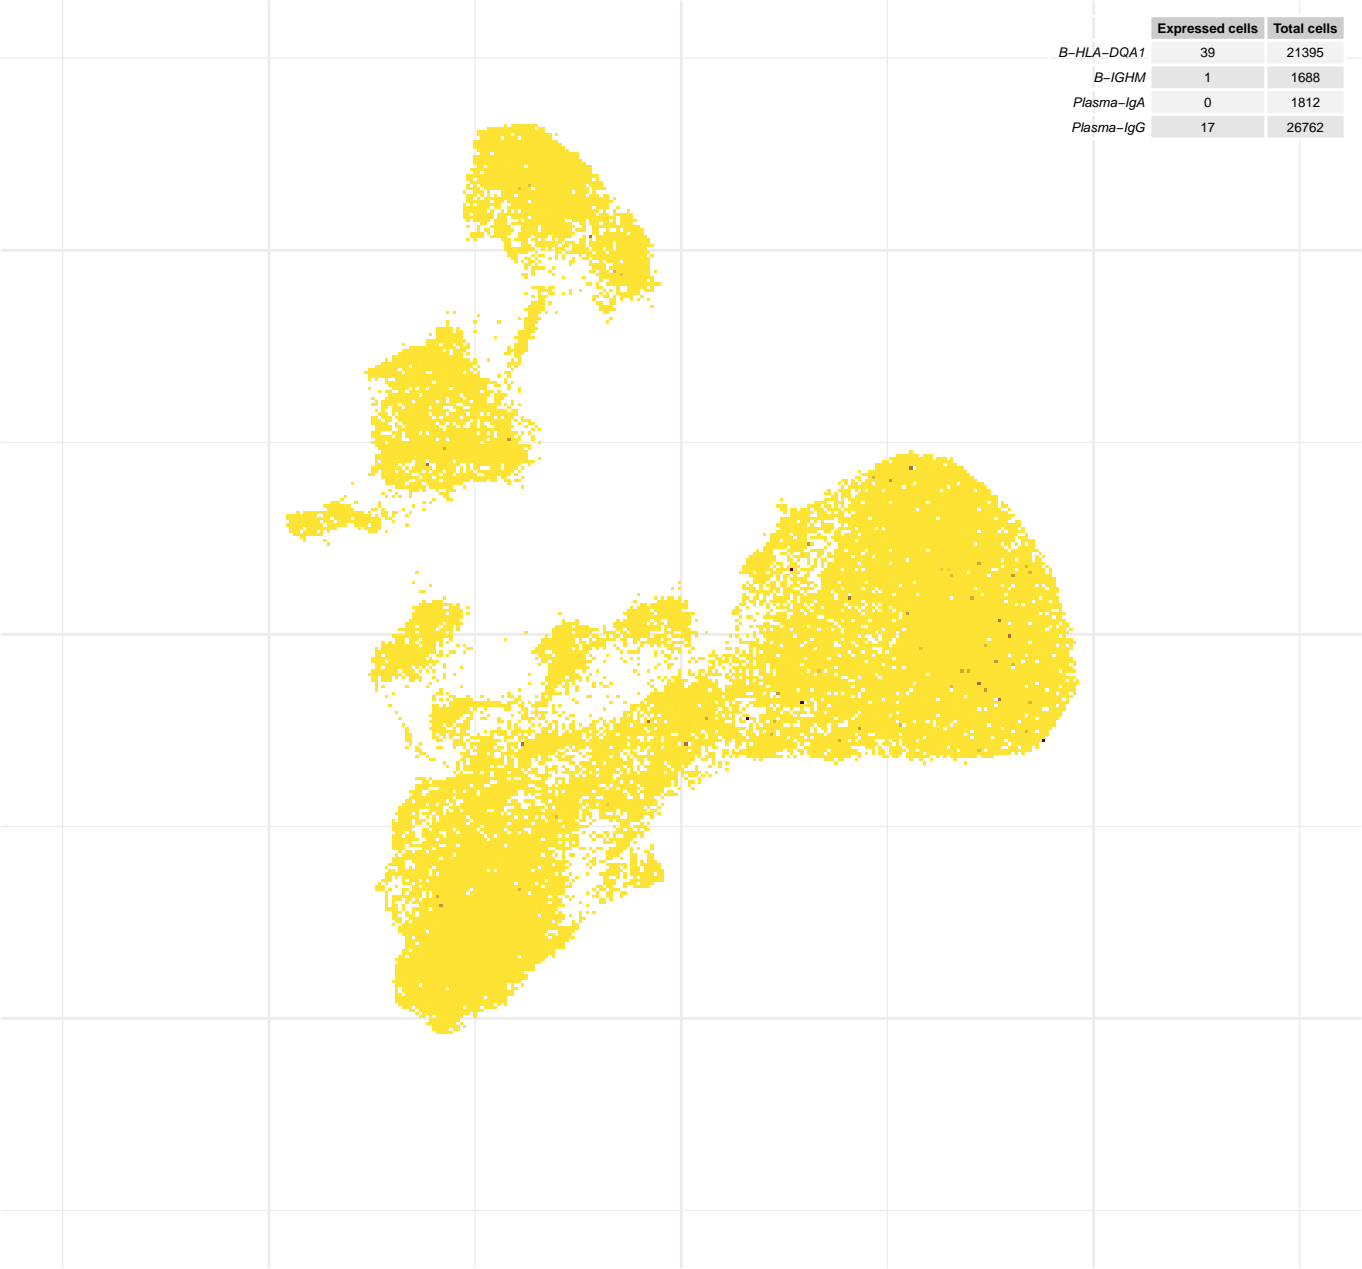 Expressed cells Total cells
B−HLA−DQA1 39 21395
B−IGHM 1 1688
Plasma−IgA 0 1812
Plasma−IgG 17 26762